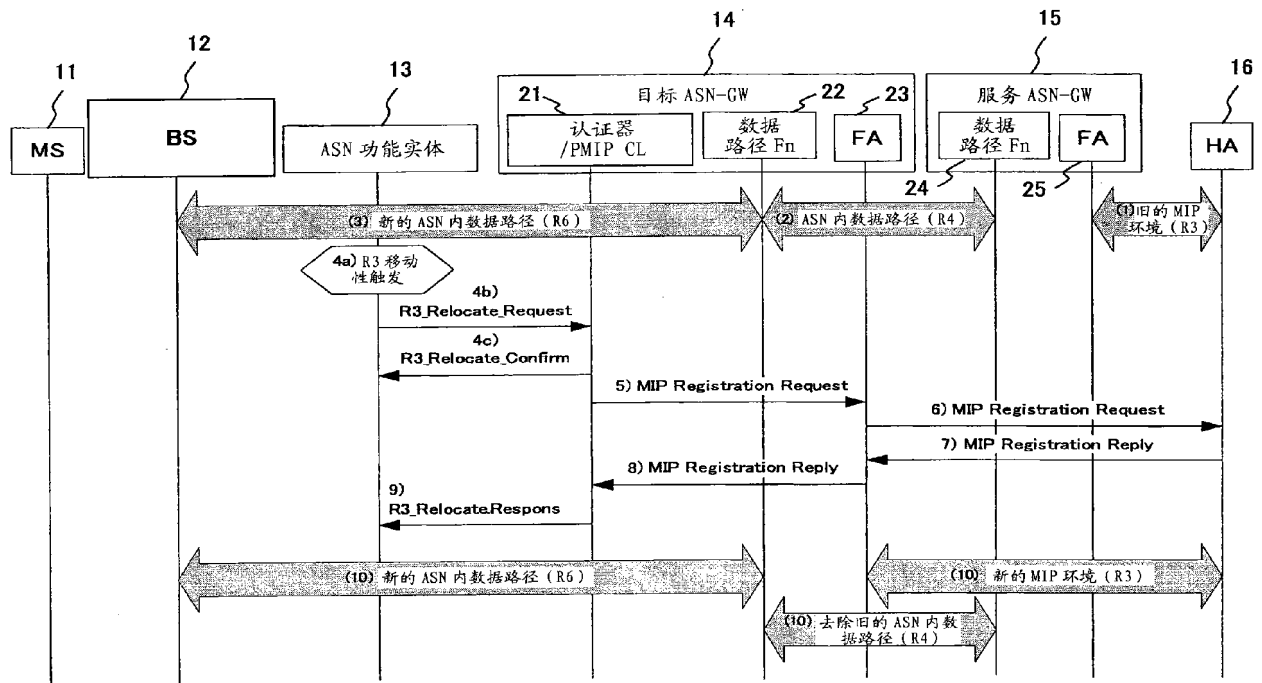 11
12
13
14
15
16
目标 ASN-GW
服务 ASN-GW
21
22
23
MS
BS
ASN 功能实体
认证器
/PMIP CL
数据
路径 Fn
FA
数据
路径 Fn
FA
HA
24
25
(3) 新的 ASN 内数据路径 (R6)
(2) ASN 内数据路径 (R4)
(1) 旧的 MIP
环境 (R3)
4a) R3 移动
性触发
4b)
R3_Relocate_Request
4c)
R3_Relocate_Confirm
5) MIP Registration Request
6) MIP Registration Request
7) MIP Registration Reply
8) MIP Registration Reply
9)
R3_Relocate.Respons
(10) 新的 ASN 内数据路径 (R6)
(10) 新的 MIP 环境 (R3)
(10) 去除旧的 ASN 内数
据路径 (R4)